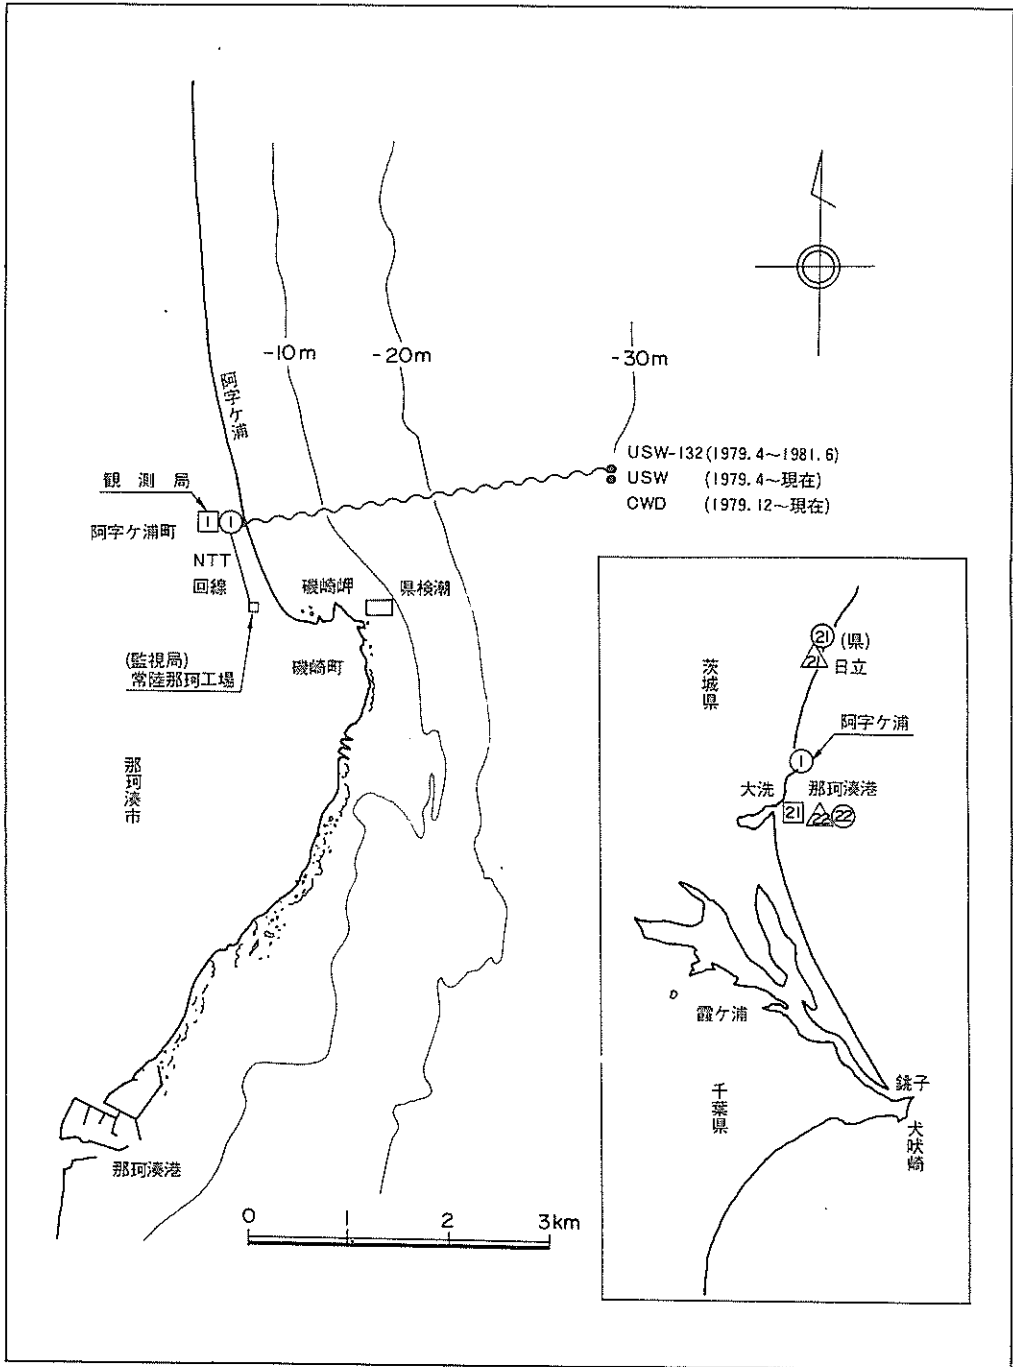 -10m
-20m
-30m
阿字ケ浦
USW-132(1979.4~1981.6)
USW (1979.4~現在)
CWD (1979.12~現在)
観測局
1
1
阿字ケ浦町
NTT
回線
磯崎岬
県検潮
(監視局)
常陸那珂工場
磯崎町
那珂湊市
那珂湊港
0 1 2 3km
21
(県)
21
日立
茨城県
阿字ケ浦
1
大洗
那珂湊港
21
22
22
霞ケ浦
千葉県
銚子
犬吠崎